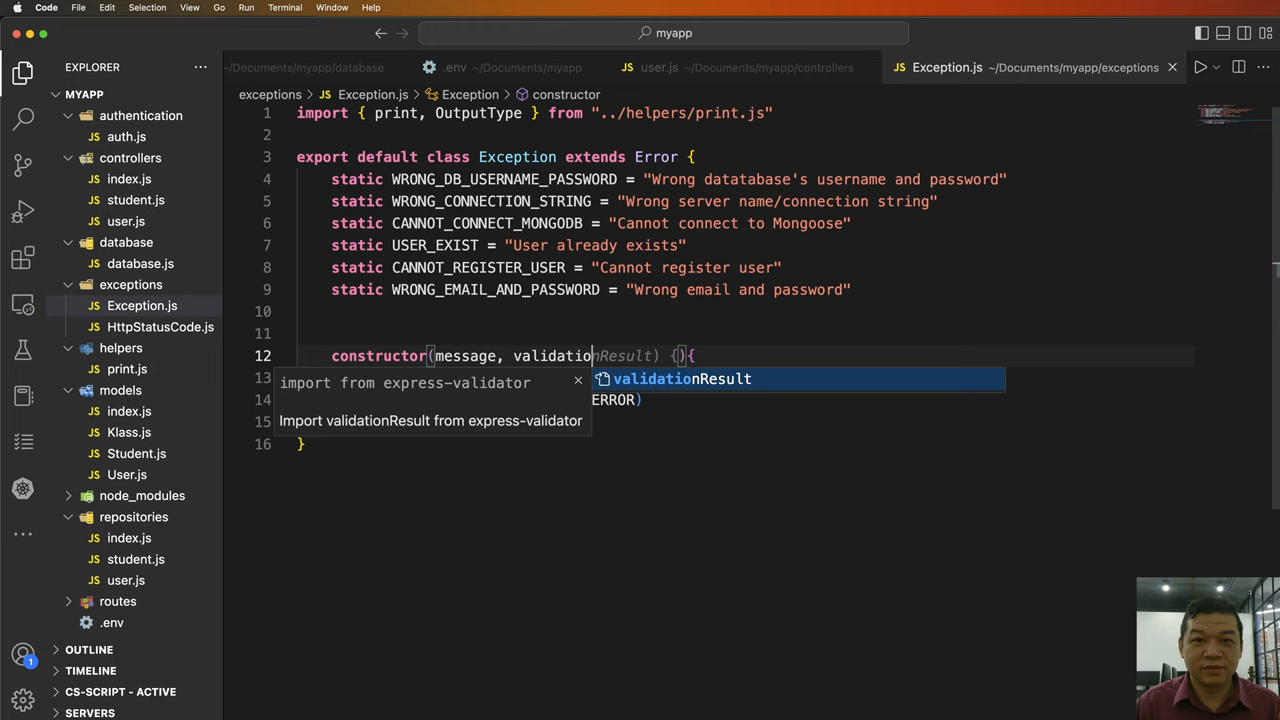 Code File Edit Selection View Go Run Terminal Window Help
myapp
EXPLORER
~/Documents/myapp/database
.env ~/Documents/myapp
JS user.js ~/Documents/myapp/controllers
JS Exception.js ~/Documents/myapp/exceptions
MYAPP
authentication
JS auth.js
controllers
JS index.js
JS student.js
JS user.js
database
JS database.js
exceptions
JS Exception.js
JS HttpStatusCode.js
helpers
JS print.js
models
JS index.js
JS Klass.js
JS Student.js
JS User.js
node_modules
repositories
JS index.js
JS student.js
JS user.js
routes
.env
OUTLINE
TIMELINE
CS-SCRIPT - ACTIVE
SERVERS
1
exceptions > JS Exception.js > Exception > constructor
1 import { print, OutputType } from "../helpers/print.js"
2
3 export default class Exception extends Error {
4 static WRONG_DB_USERNAME_PASSWORD = "Wrong datatabase's username and password"
5 static WRONG_CONNECTION_STRING = "Wrong server name/connection string"
6 static CANNOT_CONNECT_MONGODB = "Cannot connect to Mongoose"
7 static USER_EXIST = "User already exists"
8 static CANNOT_REGISTER_USER = "Cannot register user"
9 static WRONG_EMAIL_AND_PASSWORD = "Wrong email and password"
10
11
12 constructor(message, validationResult) {){
13
14 ERROR)
15
16 }
import from express-validator
Import validationResult from express-validator
validationResult